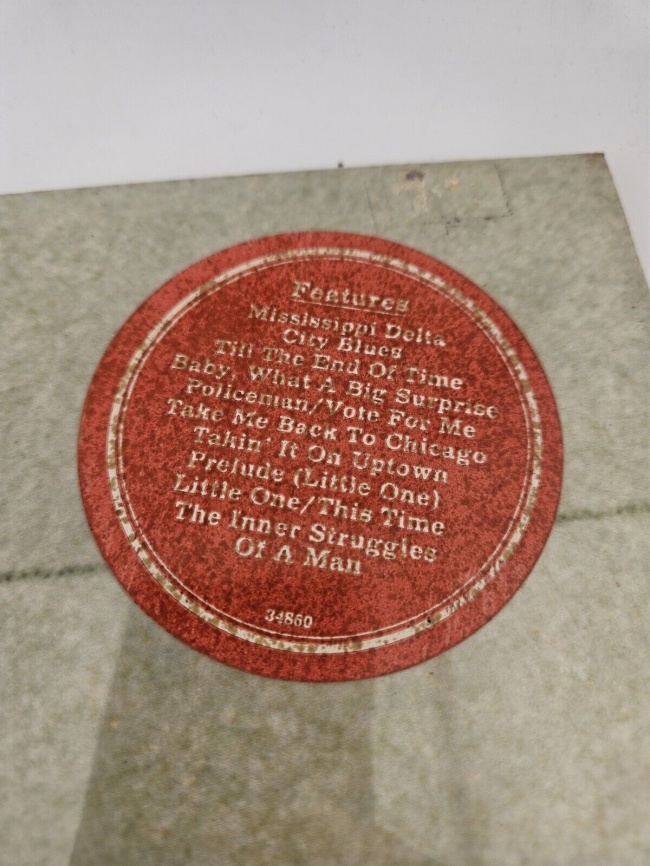 Features
Mississippi Delta
City Blues
Till The End Of Time
Baby, What A Big Surprise
Policeman/Vote For Me
Take Me Back To Chicago
Takin' It On Uptown
Prelude (Little One)
Little One/This Time
The Inner Struggles
Of A Man
34860